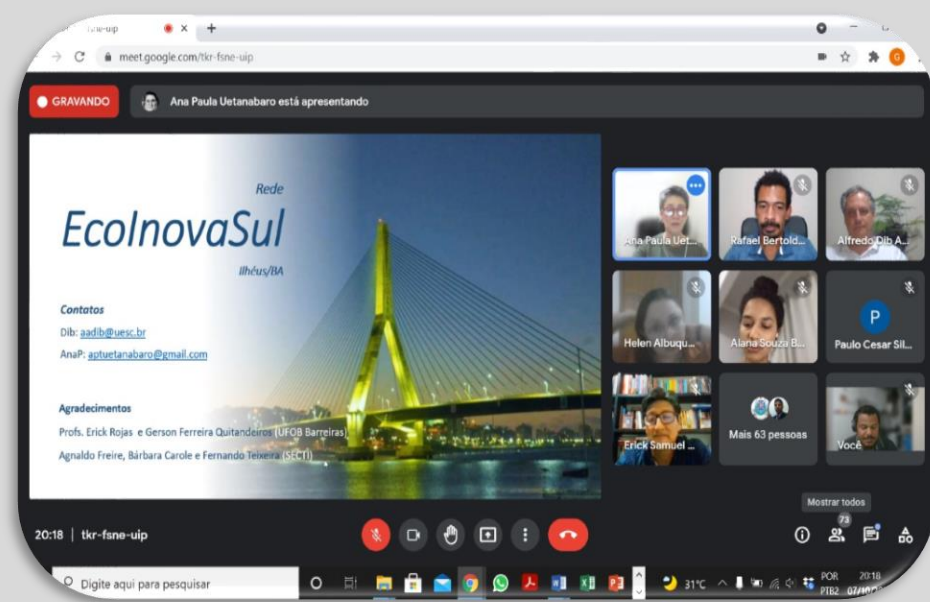 meet.google.com/tkr-fsne-uip
GRAVANDO
Ana Paula Uetanabaro está apresentando
Rede
EcoInovaSul
Ilhéus/BA
Contatos
Dib: aadib@uesc.br
AnaP: aptuetanabaro@gmail.com
Agradecimentos
Profs. Erick Rojas e Gerson Ferreira Quitandeiros (UFOB Barreiras)
Agnaldo Freire, Bárbara Carole e Fernando Teixeira (SECTI)
Ana Paula Uet...
Rafael Bertold...
Alfredo Dib A...
Helen Albuqu...
Alana Souza B...
P
Paulo Cesar Sil...
Erick Samuel ...
Mais 63 pessoas
Você
Mostrar todos
20:18 | tkr-fsne-uip
73
Digite aqui para pesquisar
31°C
POR
PTB2
20:18